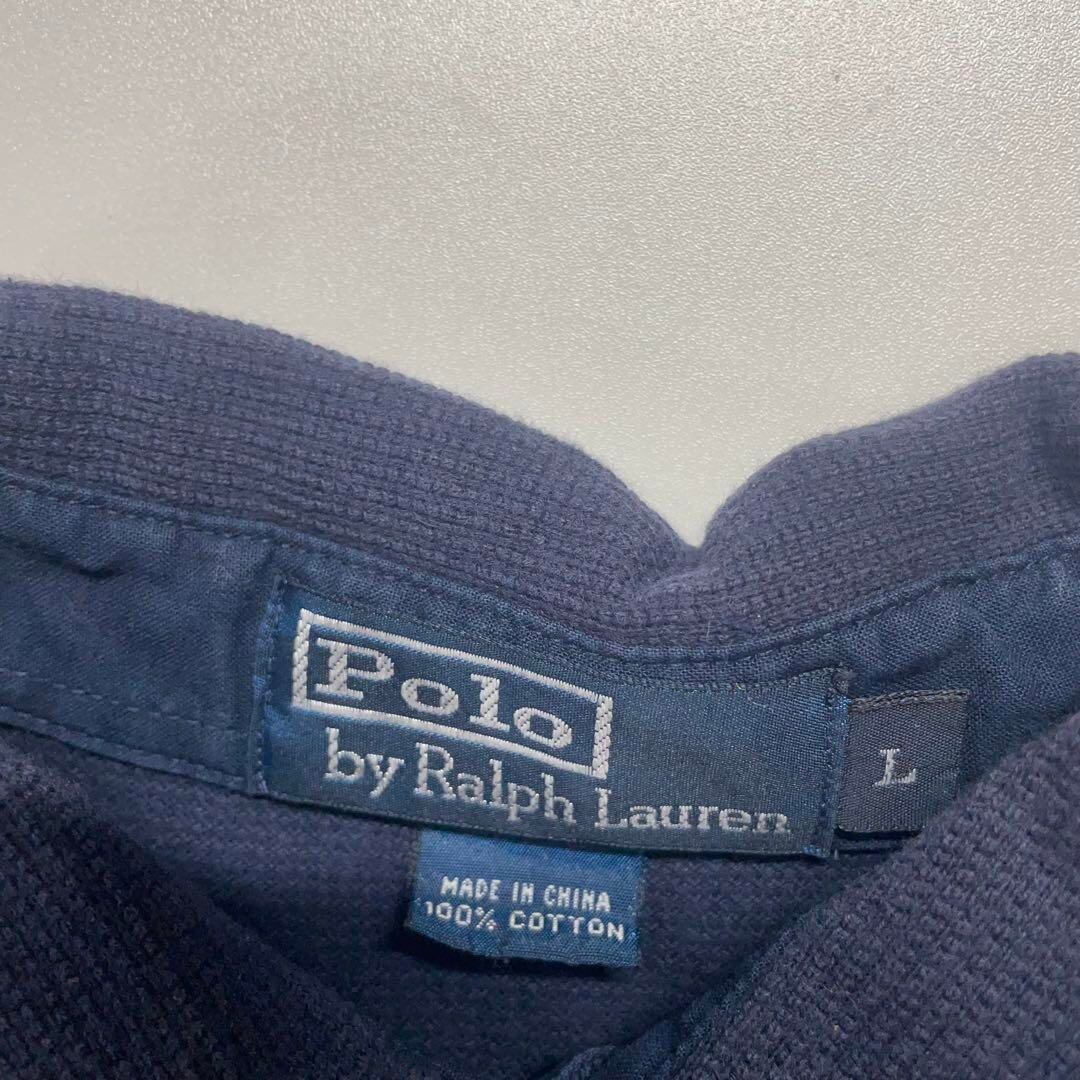 Polo
by Ralph Lauren
L
MADE IN CHINA
100% COTTON